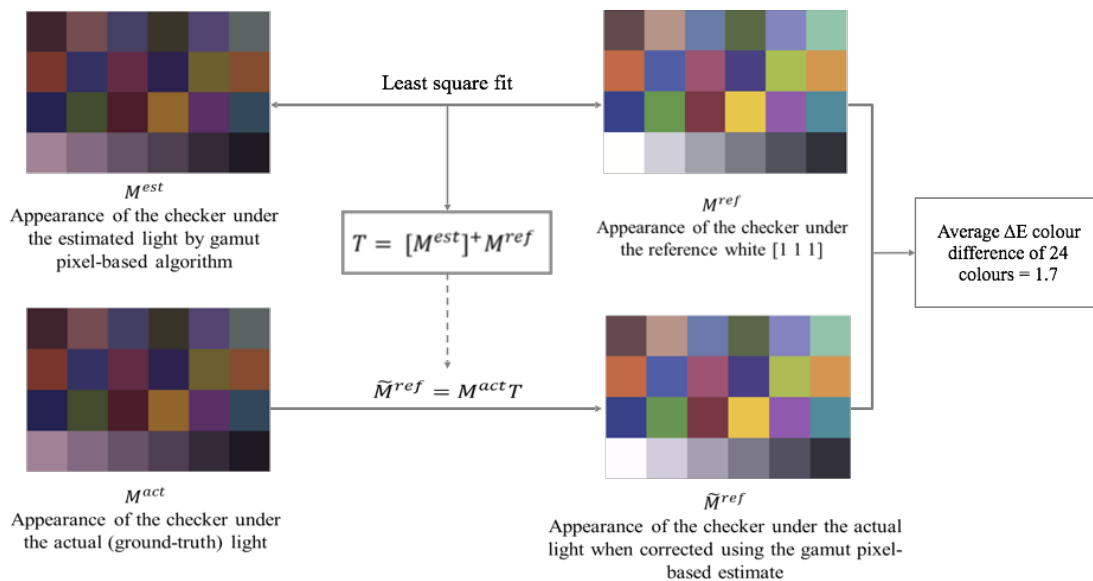 Least square fit
M^est
Appearance of the checker under
the estimated light by gamut
pixel-based algorithm
T = [M^est]^+ M^ref
M^ref
Appearance of the checker under
the reference white [1 1 1]
Average ΔE colour
difference of 24
colours = 1.7
M̃^ref = M^act T
M^act
Appearance of the checker under
the actual (ground-truth) light
M̃^ref
Appearance of the checker under the actual
light when corrected using the gamut pixel-
based estimate